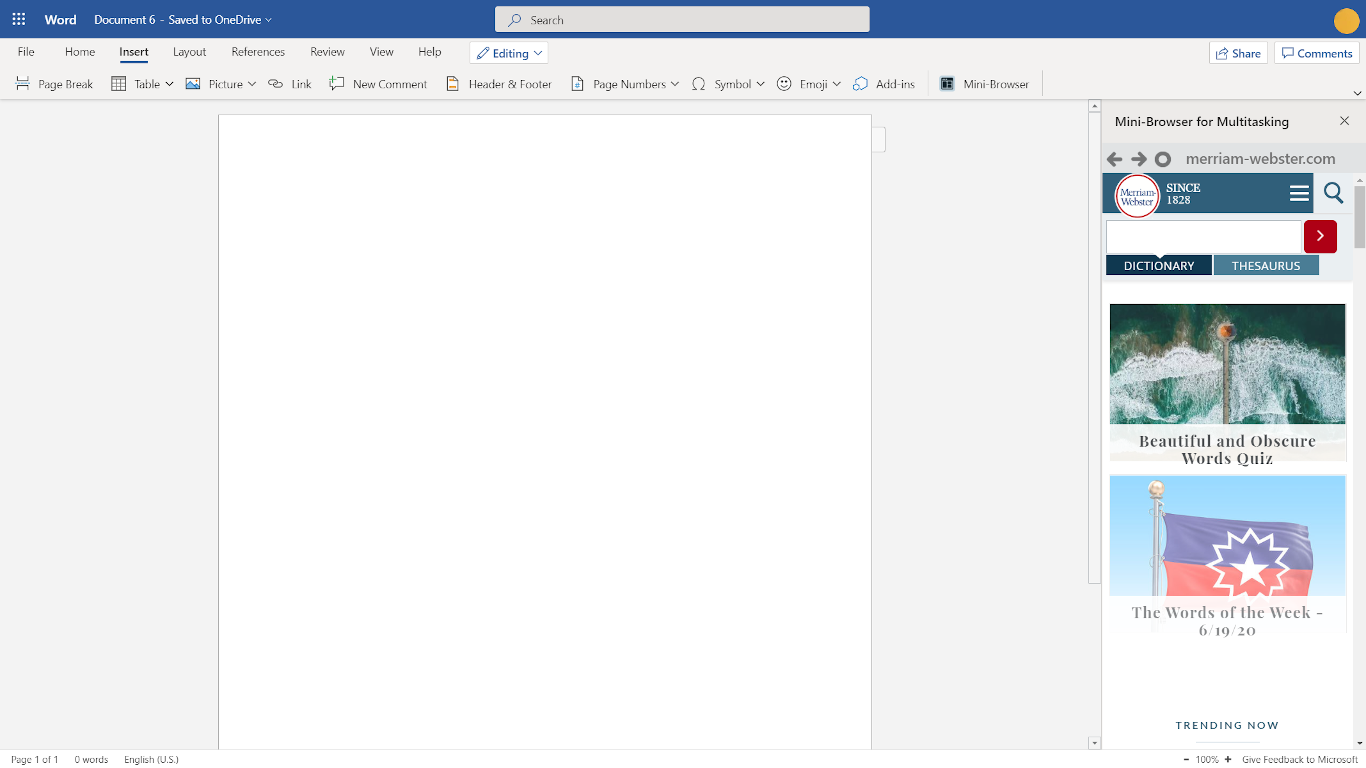 Word Document 6 - Saved to OneDrive Search
File Home Insert Layout References Review View Help Editing Share Comments
Page Break Table Picture Link New Comment Header & Footer Page Numbers Symbol Emoji Add-ins Mini-Browser
Mini-Browser for Multitasking
merriam-webster.com
Merriam-
Webster
SINCE
1828
DICTIONARY THESAURUS
Beautiful and Obscure
Words Quiz
The Words of the Week -
6/19/20
TRENDING NOW
Page 1 of 1 0 words English (U.S.) - 100% + Give Feedback to Microsoft